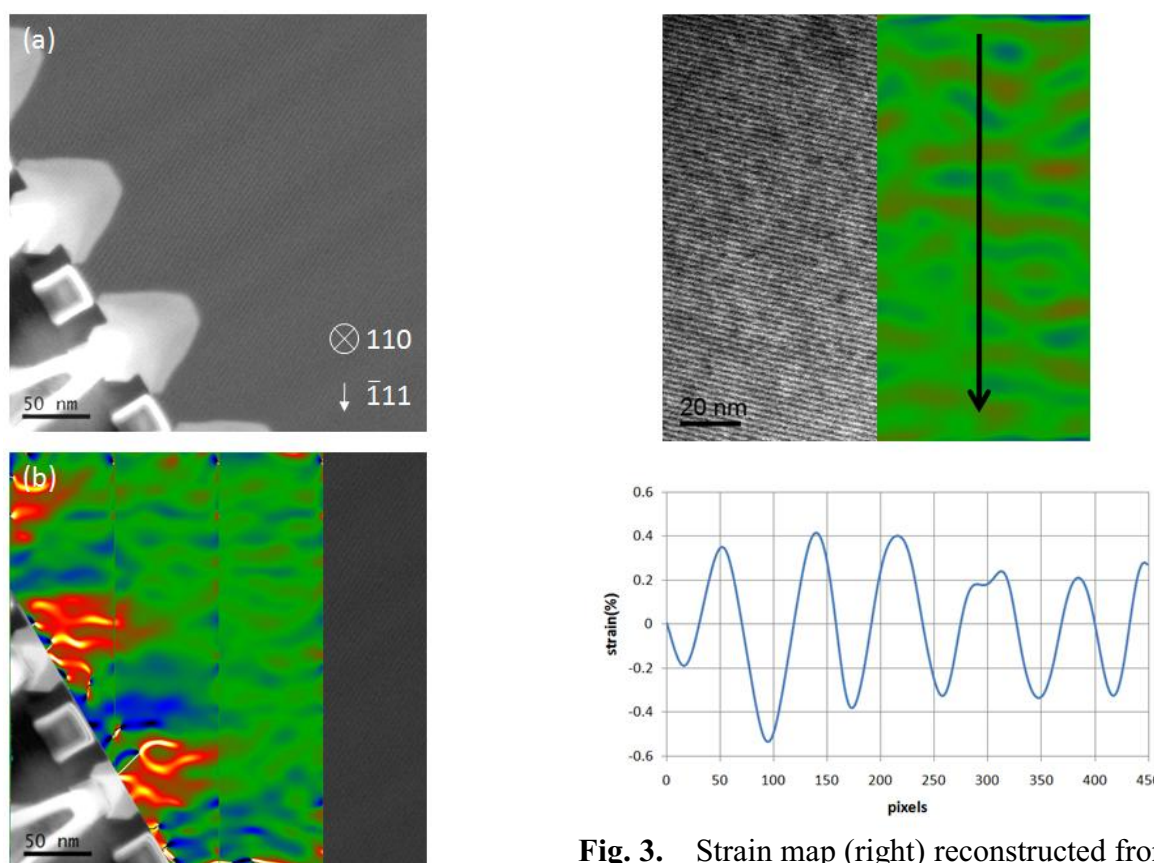 (a)
⊗ 110
↓ 1̅11
50 nm
(b)
50 nm
20 nm
0.6
0.4
0.2
0
-0.2
-0.4
-0.6
strain(%)
0 50 100 150 200 250 300 350 400 450
pixels
Fig. 3. Strain map (right) reconstructed fro